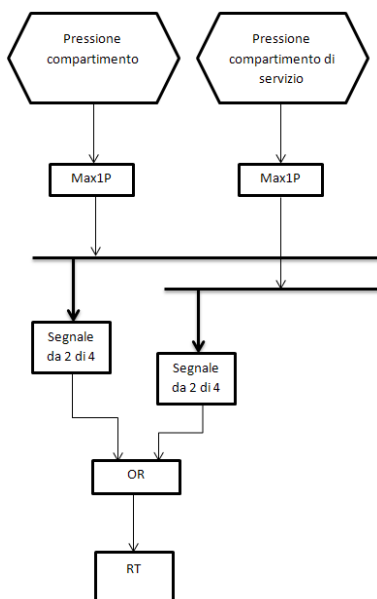 Pressione
compartimento
Pressione
compartimento di
servizio
Max1P
Max1P
Segnale
da 2 di 4
Segnale
da 2 di 4
OR
RT